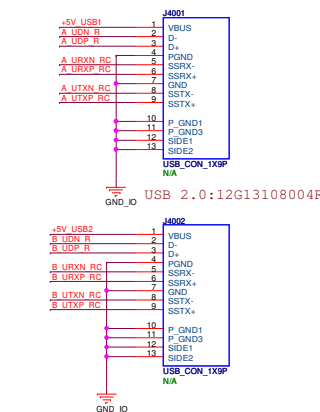 J4001
+5V_USB1 1 VBUS
A_UDN_R 2 D-
A_UDP_R 3 D+
4 PGND
A_URXN_RC 5 SSRX-
A_URXP_RC 6 SSRX+
7 GND
A_UTXN_RC 8 SSTX-
A_UTXP_RC 9 SSTX+
10 P_GND1
11 P_GND3
12 SIDE1
13 SIDE2
USB_CON_1X9P
N/A
GND_IO
USB 2.0:12G13108004R
J4002
+5V_USB2 1 VBUS
B_UDN_R 2 D-
B_UDP_R 3 D+
4 PGND
B_URXN_RC 5 SSRX-
B_URXP_RC 6 SSRX+
7 GND
B_UTXN_RC 8 SSTX-
B_UTXP_RC 9 SSTX+
10 P_GND1
11 P_GND3
12 SIDE1
13 SIDE2
USB_CON_1X9P
N/A
GND_IO